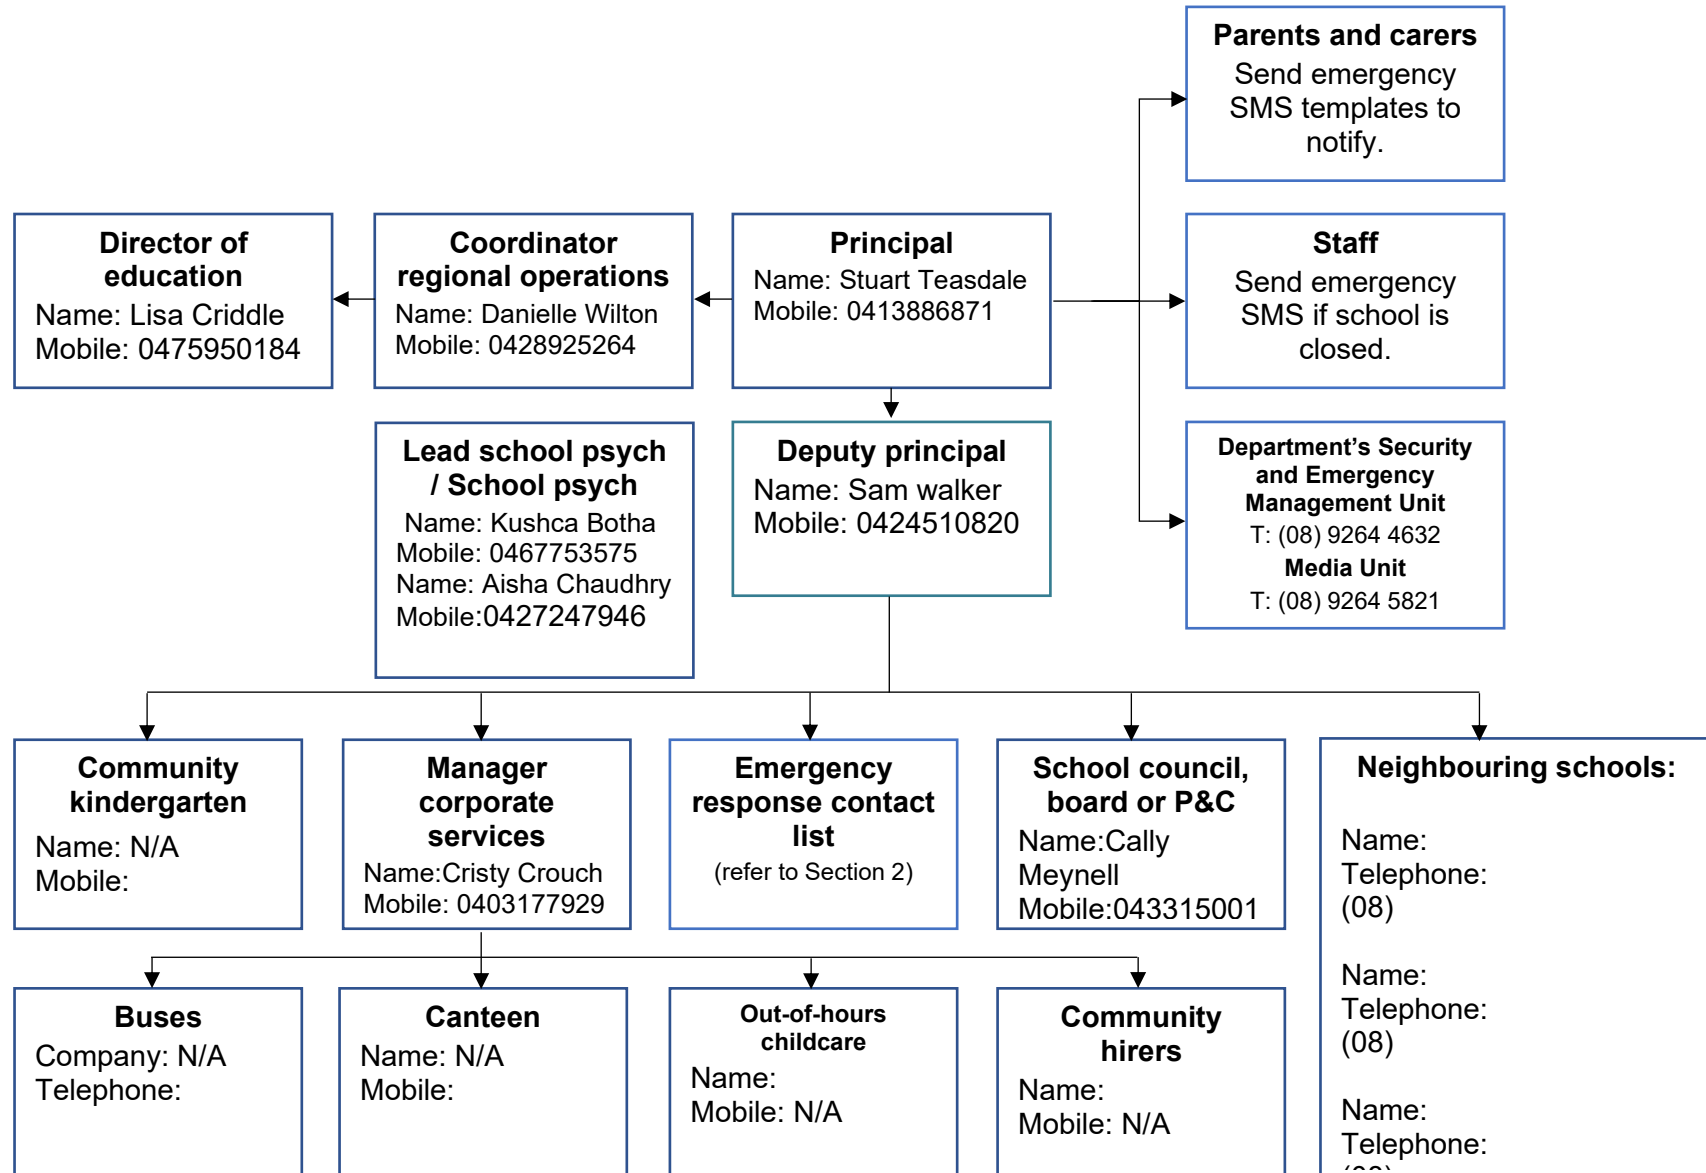 Parents and carers
Send emergency
SMS templates to
notify.
Director of
education
Name: Lisa Criddle
Mobile: 0475950184
Coordinator
regional operations
Name: Danielle Wilton
Mobile: 0428925264
Principal
Name: Stuart Teasdale
Mobile: 0413886871
Staff
Send emergency
SMS if school is
closed.
Lead school psych
/ School psych
Name: Kushca Botha
Mobile: 0467753575
Name: Aisha Chaudhry
Mobile:0427247946
Deputy principal
Name: Sam walker
Mobile: 0424510820
Department’s Security
and Emergency
Management Unit
T: (08) 9264 4632
Media Unit
T: (08) 9264 5821
Community
kindergarten
Name: N/A
Mobile:
Manager
corporate
services
Name:Cristy Crouch
Mobile: 0403177929
Emergency
response contact
list
(refer to Section 2)
School council,
board or P&C
Name:Cally
Meynell
Mobile:043315001
Neighbouring schools:
Name:
Telephone:
(08)
Name:
Telephone:
(08)
Name:
Telephone:
Buses
Company: N/A
Telephone:
Canteen
Name: N/A
Mobile:
Out-of-hours
childcare
Name:
Mobile: N/A
Community
hirers
Name:
Mobile: N/A